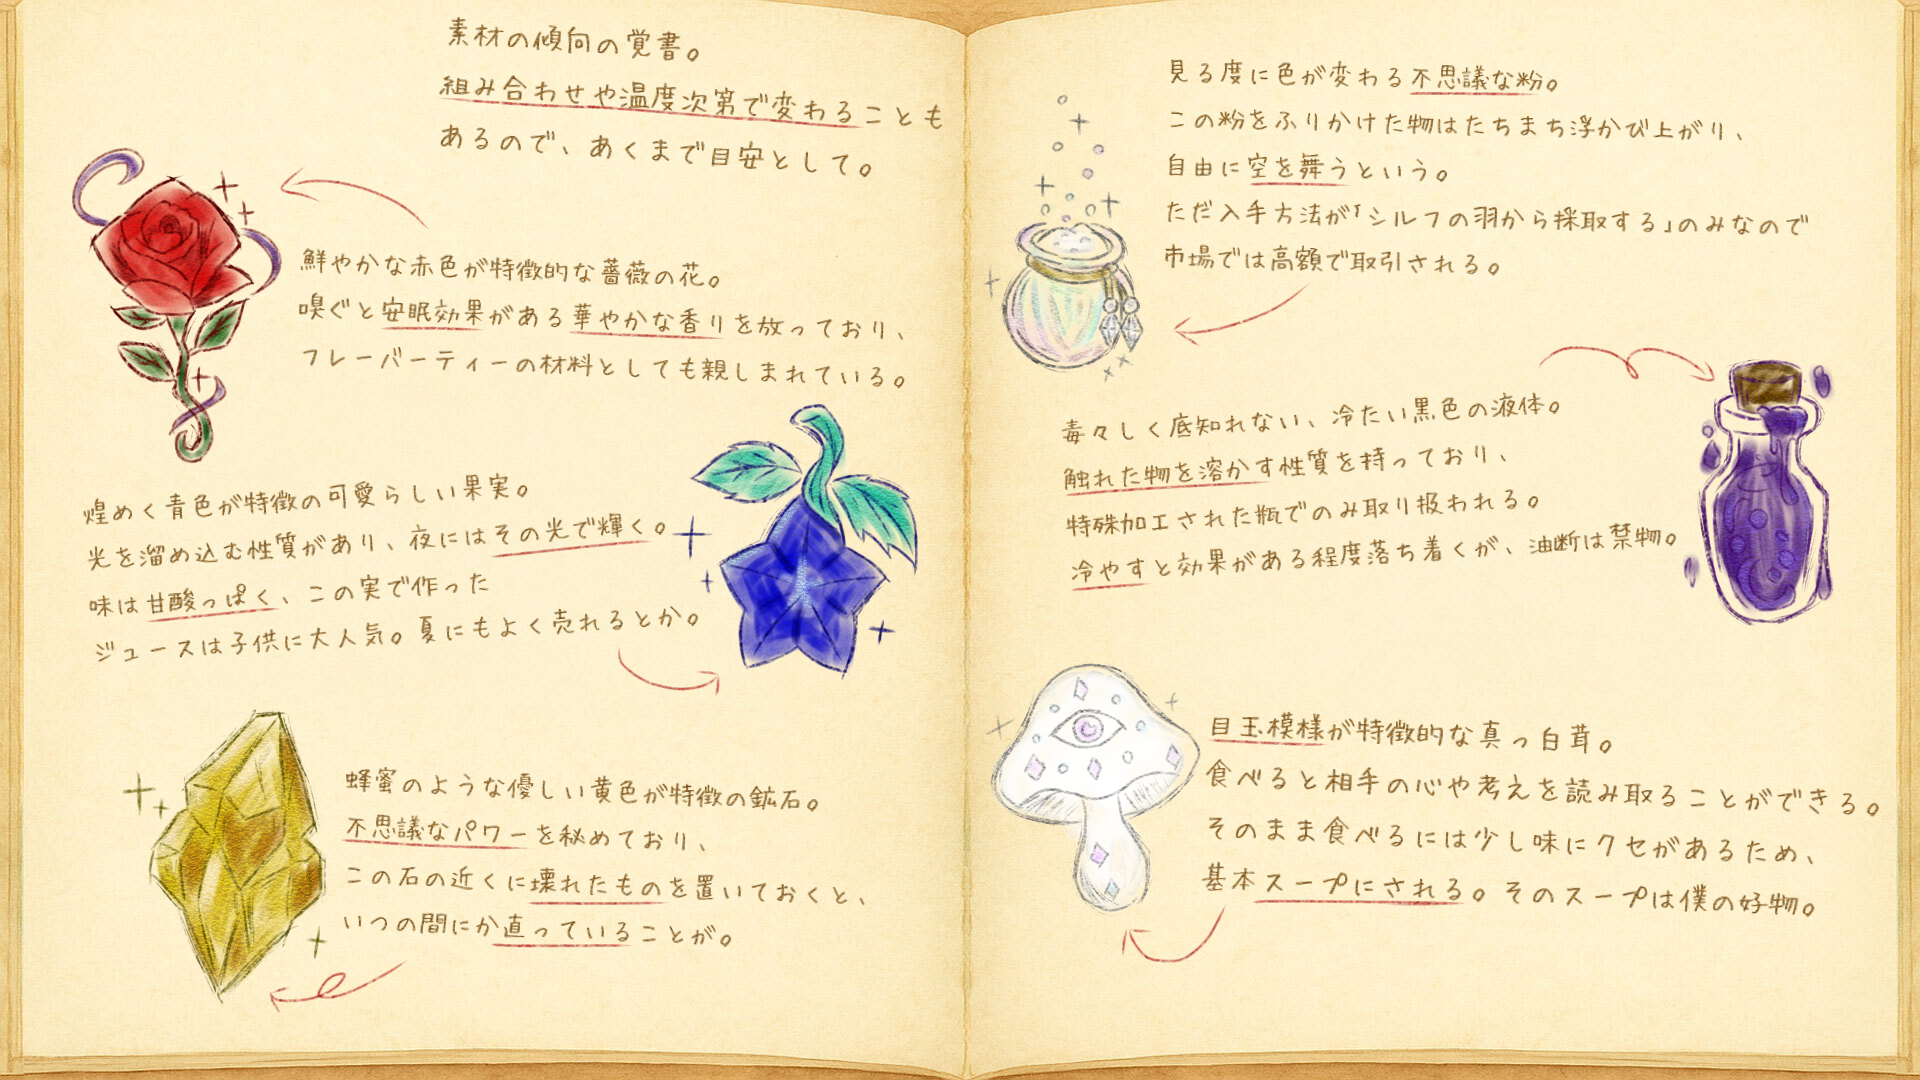 素材の傾向の覚書。
組み合わせや温度次第で変わることも
あるので、あくまで目安として。
鮮やかな赤色が特徴的な薔薇の花。
嗅ぐと安眠効果がある華やかな香りを放っており、
フレーバーティーの材料としても親しまれている。
煌めく青色が特徴の可愛らしい果実。
光を溜め込む性質があり、夜にはその光で輝く。
味は甘酸っぱく、この実で作った
ジュースは子供に大人気。夏にもよく売れるとか。
蜂蜜のような優しい黄色が特徴の鉱石。
不思議なパワーを秘めており、
この石の近くに壊れたものを置いておくと、
いつの間にか直っていることが。
見る度に色が変わる不思議な粉。
この粉をふりかけた物はたちまち浮かび上がり、
自由に空を舞うという。
ただ入手方法が「シルフの羽から採取する」のみなので
市場では高額で取引される。
毒々しく底知れない、冷たい黒色の液体。
触れた物を溶かす性質を持っており、
特殊加工された瓶でのみ取り扱われる。
冷やすと効果がある程度落ち着くが、油断は禁物。
目玉模様が特徴的な真っ白茸。
食べると相手の心や考えを読み取ることができる。
そのまま食べるには少し味にクセがあるため、
基本スープにされる。そのスープは僕の好物。